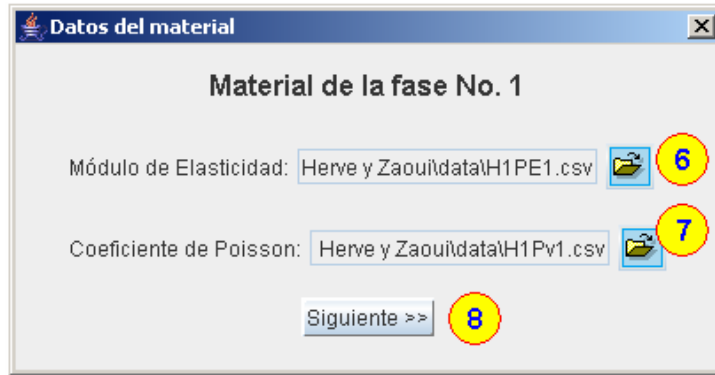 Datos del material
Material de la fase No. 1
Módulo de Elasticidad: Herve y Zaoui\data\H1PE1.csv 6
Coeficiente de Poisson: Herve y Zaoui\data\H1Pv1.csv 7
Siguiente >> 8